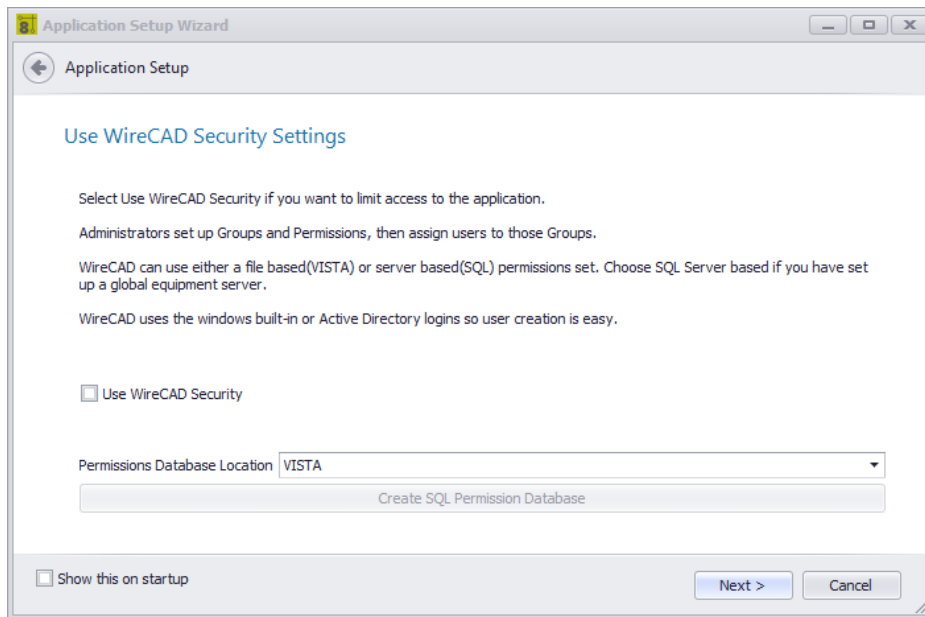 8
Application Setup Wizard
Application Setup
Use WireCAD Security Settings
Select Use WireCAD Security if you want to limit access to the application.
Administrators set up Groups and Permissions, then assign users to those Groups.
WireCAD can use either a file based(VISTA) or server based(SQL) permissions set. Choose SQL Server based if you have set
up a global equipment server.
WireCAD uses the windows built-in or Active Directory logins so user creation is easy.
Use WireCAD Security
Permissions Database Location VISTA
Create SQL Permission Database
Show this on startup
Next > Cancel